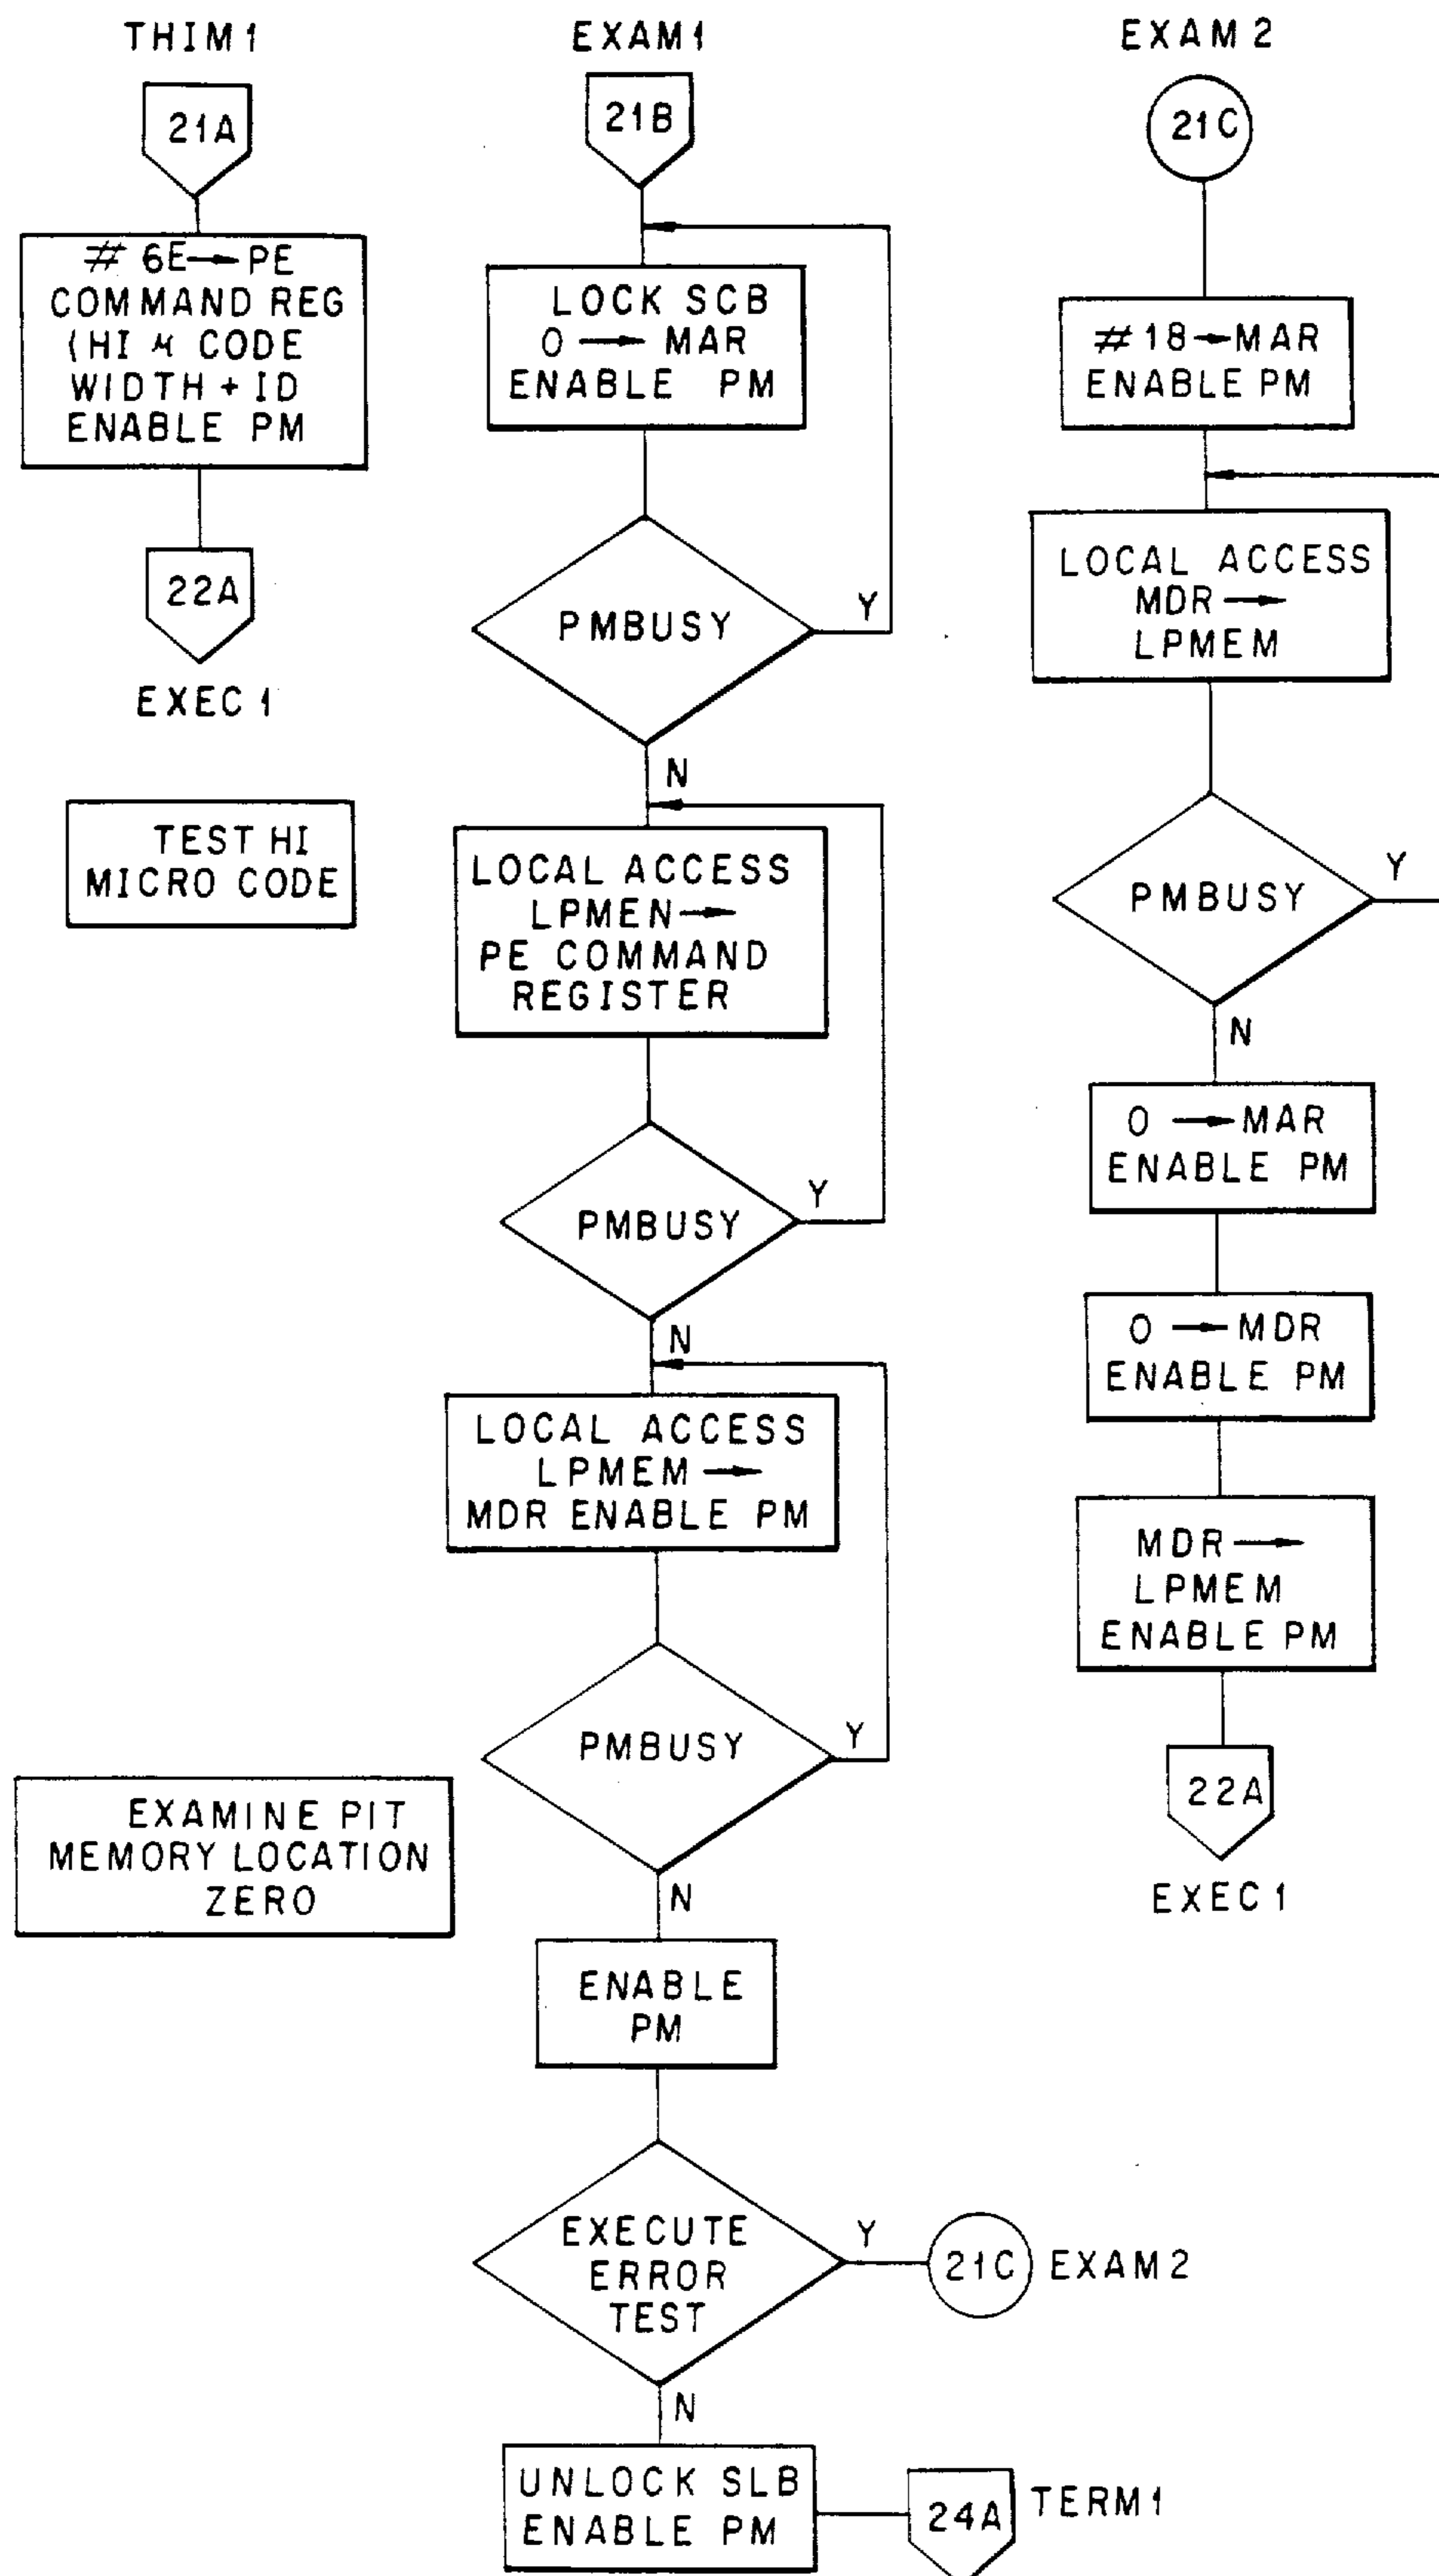 THIM1
21A
# 6E → PE
COMMAND REG
(HI μ CODE
WIDTH + ID
ENABLE PM
22A
EXEC 1
TEST HI
MICRO CODE
EXAMINE PIT
MEMORY LOCATION
ZERO
EXAM1
21B
LOCK SCB
0 → MAR
ENABLE PM
PMBUSY
Y
N
LOCAL ACCESS
LPMEN →
PE COMMAND
REGISTER
PMBUSY
Y
N
LOCAL ACCESS
LPMEM →
MDR ENABLE PM
PMBUSY
Y
N
ENABLE
PM
EXECUTE
ERROR
TEST
Y
21C EXAM2
N
UNLOCK SLB
ENABLE PM
24A TERM1
EXAM 2
21C
#18 → MAR
ENABLE PM
LOCAL ACCESS
MDR →
LPMEM
PMBUSY
Y
N
0 → MAR
ENABLE PM
0 → MDR
ENABLE PM
MDR →
LPMEM
ENABLE PM
22A
EXEC 1